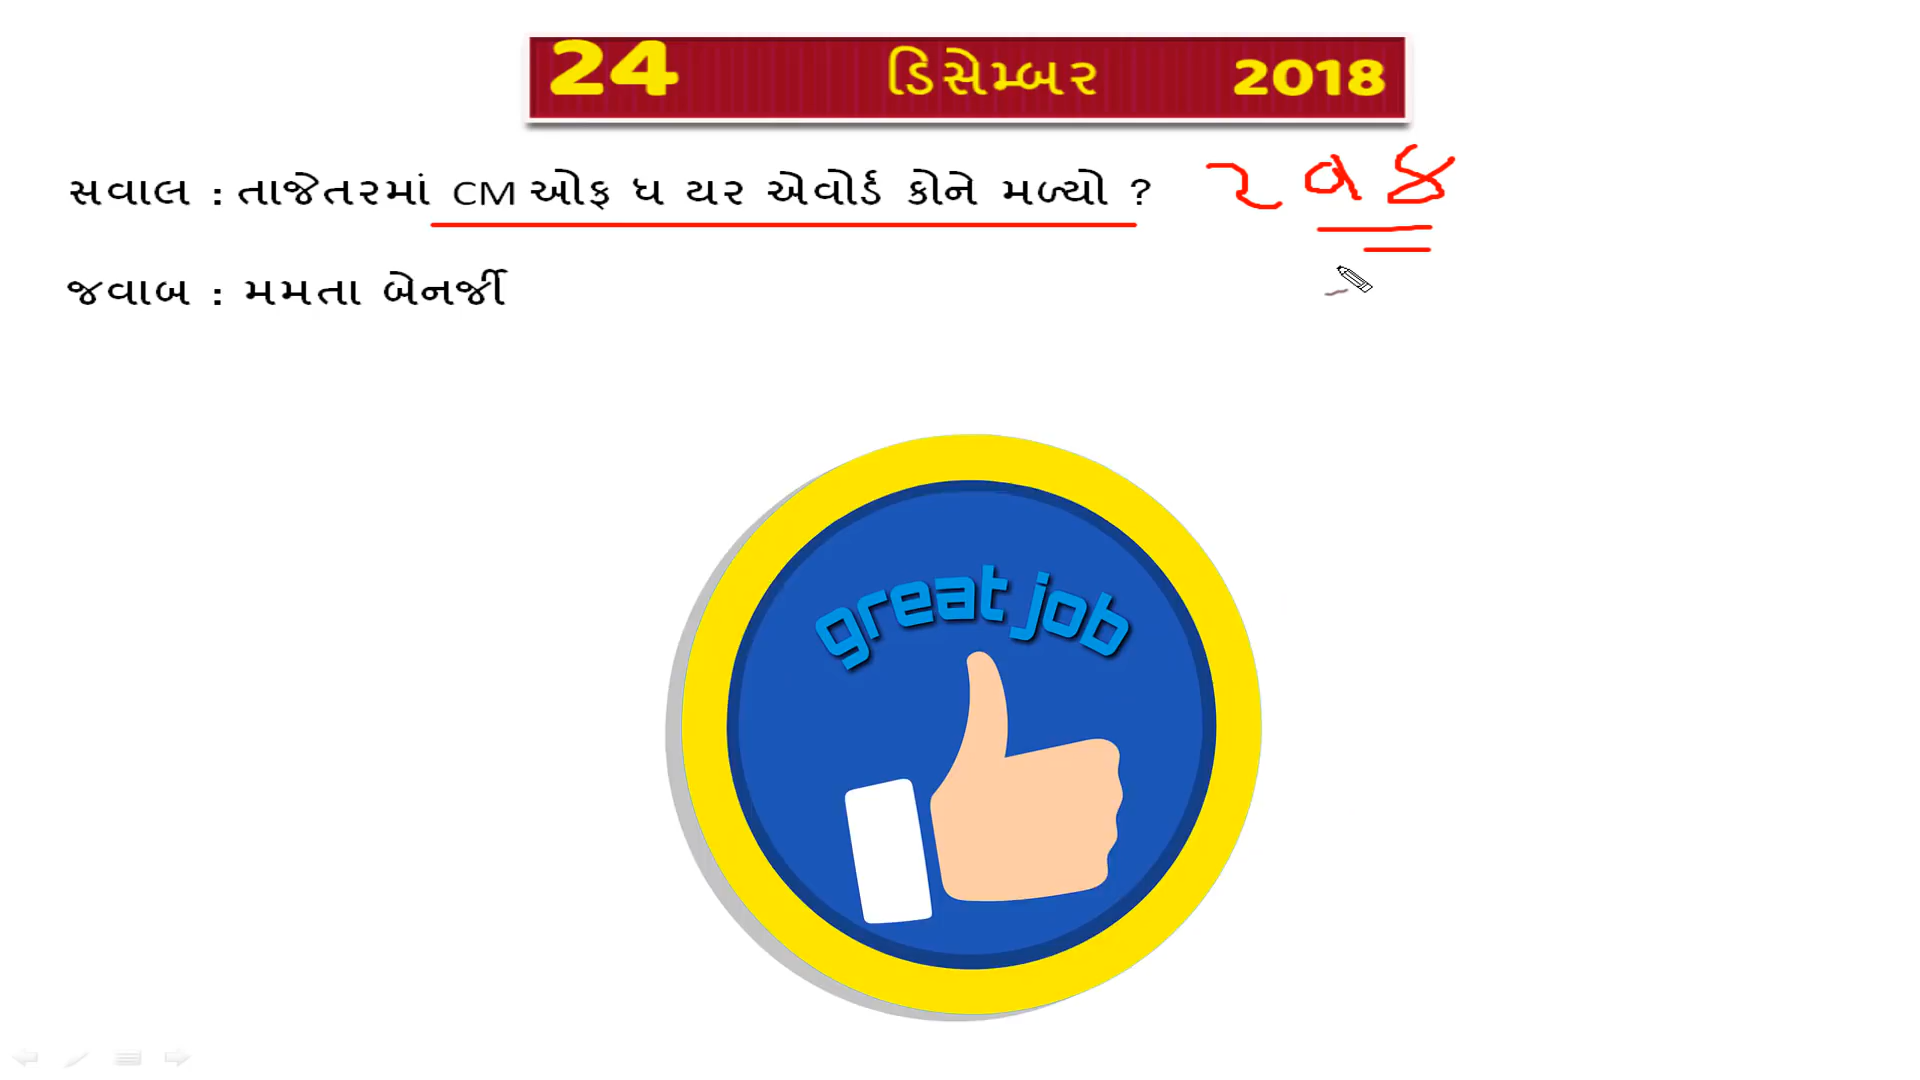 24 ડિસેમ્બર 2018
સવાલ : તાજેતરમાં CM ઓફ ધ યર એવોર્ડ કોને મળ્યો ?
જવાબ : મમતા બેનર્જી
great job